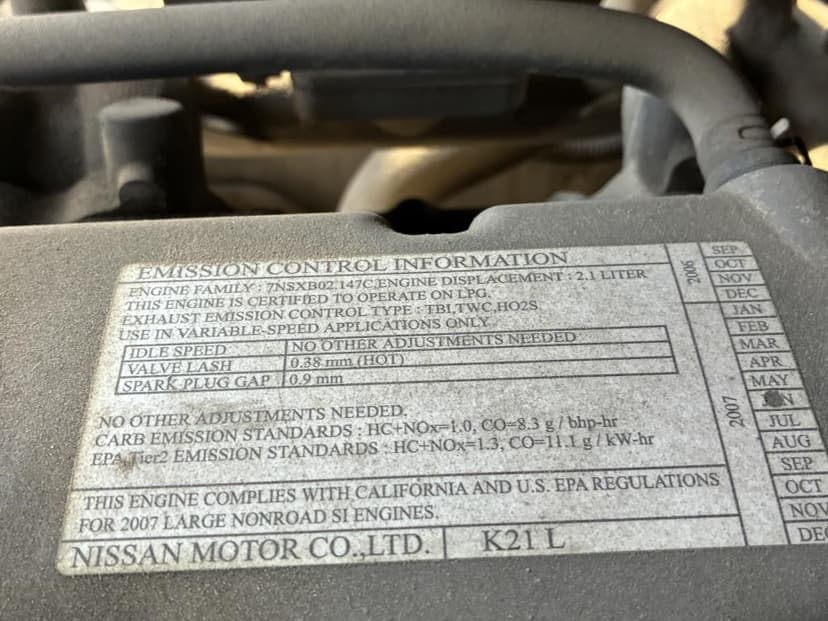 EMISSION CONTROL INFORMATION
ENGINE FAMILY : 7NSXB02.147C,ENGINE DISPLACEMENT : 2.1 LITER
THIS ENGINE IS CERTIFIED TO OPERATE ON LPG.
EXHAUST EMISSION CONTROL TYPE : TBI,TWC,HO2S
USE IN VARIABLE-SPEED APPLICATIONS ONLY.
IDLE SPEED NO OTHER ADJUSTMENTS NEEDED
VALVE LASH 0.38 mm (HOT)
SPARK PLUG GAP 0.9 mm
NO OTHER ADJUSTMENTS NEEDED.
CARB EMISSION STANDARDS : HC+NOx=1.0, CO=8.3 g / bhp-hr
EPA Tier2 EMISSION STANDARDS : HC+NOx=1.3, CO=11.1 g / kW-hr
THIS ENGINE COMPLIES WITH CALIFORNIA AND U.S. EPA REGULATIONS
FOR 2007 LARGE NONROAD SI ENGINES.
NISSAN MOTOR CO.,LTD. K21 L
2006
SEP
OCT
NOV
DEC
2007
JAN
FEB
MAR
APR
MAY
JUL
AUG
SEP
OCT
NOV
DEC